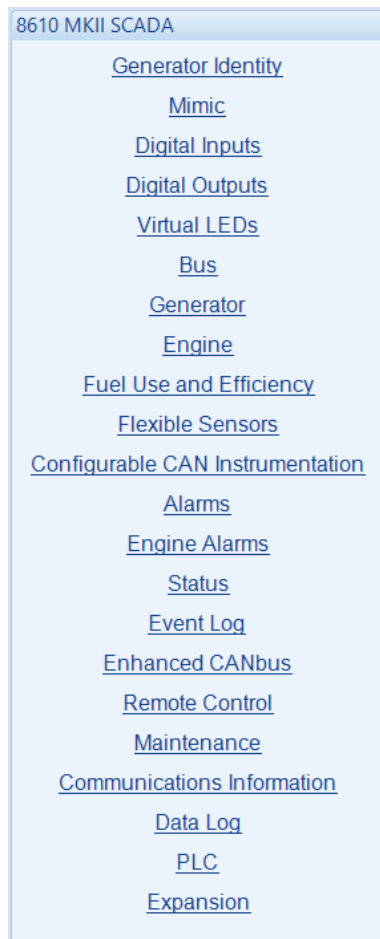 8610 MKII SCADA
Generator Identity
Mimic
Digital Inputs
Digital Outputs
Virtual LEDs
Bus
Generator
Engine
Fuel Use and Efficiency
Flexible Sensors
Configurable CAN Instrumentation
Alarms
Engine Alarms
Status
Event Log
Enhanced CANbus
Remote Control
Maintenance
Communications Information
Data Log
PLC
Expansion